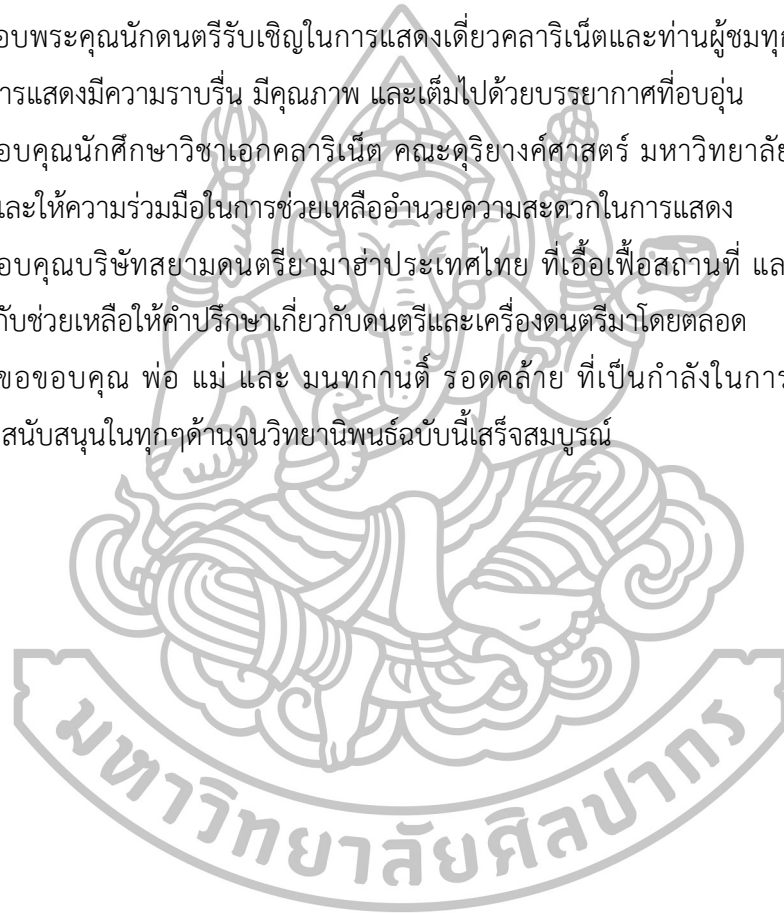 อบพระคุณนักดนตรีรับเชิญในการแสดงเดี่ยวคลาริเน็ตและท่านผู้ชมทุก
ารแสดงมีความราบรื่น มีคุณภาพ และเต็มไปด้วยบรรยากาศที่อบอุ่น
อบคุณนักศึกษาวิชาเอกคลาริเน็ต คณะดุริยางค์ศาสตร์ มหาวิทยาลัย
และให้ความร่วมมือในการช่วยเหลืออำนวยความสะดวกในการแสดง
อบคุณบริษัทสยามดนตรียามาฮ่าประเทศไทย ที่เอื้อเฟื้อสถานที่ แล
กับช่วยเหลือให้คำปรึกษาเกี่ยวกับดนตรีและเครื่องดนตรีมาโดยตลอด
ขอขอบคุณ พ่อ แม่ และ มนทกานติ์ รอดคล้าย ที่เป็นกำลังในการ
สนับสนุนในทุกๆด้านจนวิทยานิพนธ์ฉบับนี้เสร็จสมบูรณ์
มหาวิทยาลัยศิลปากร